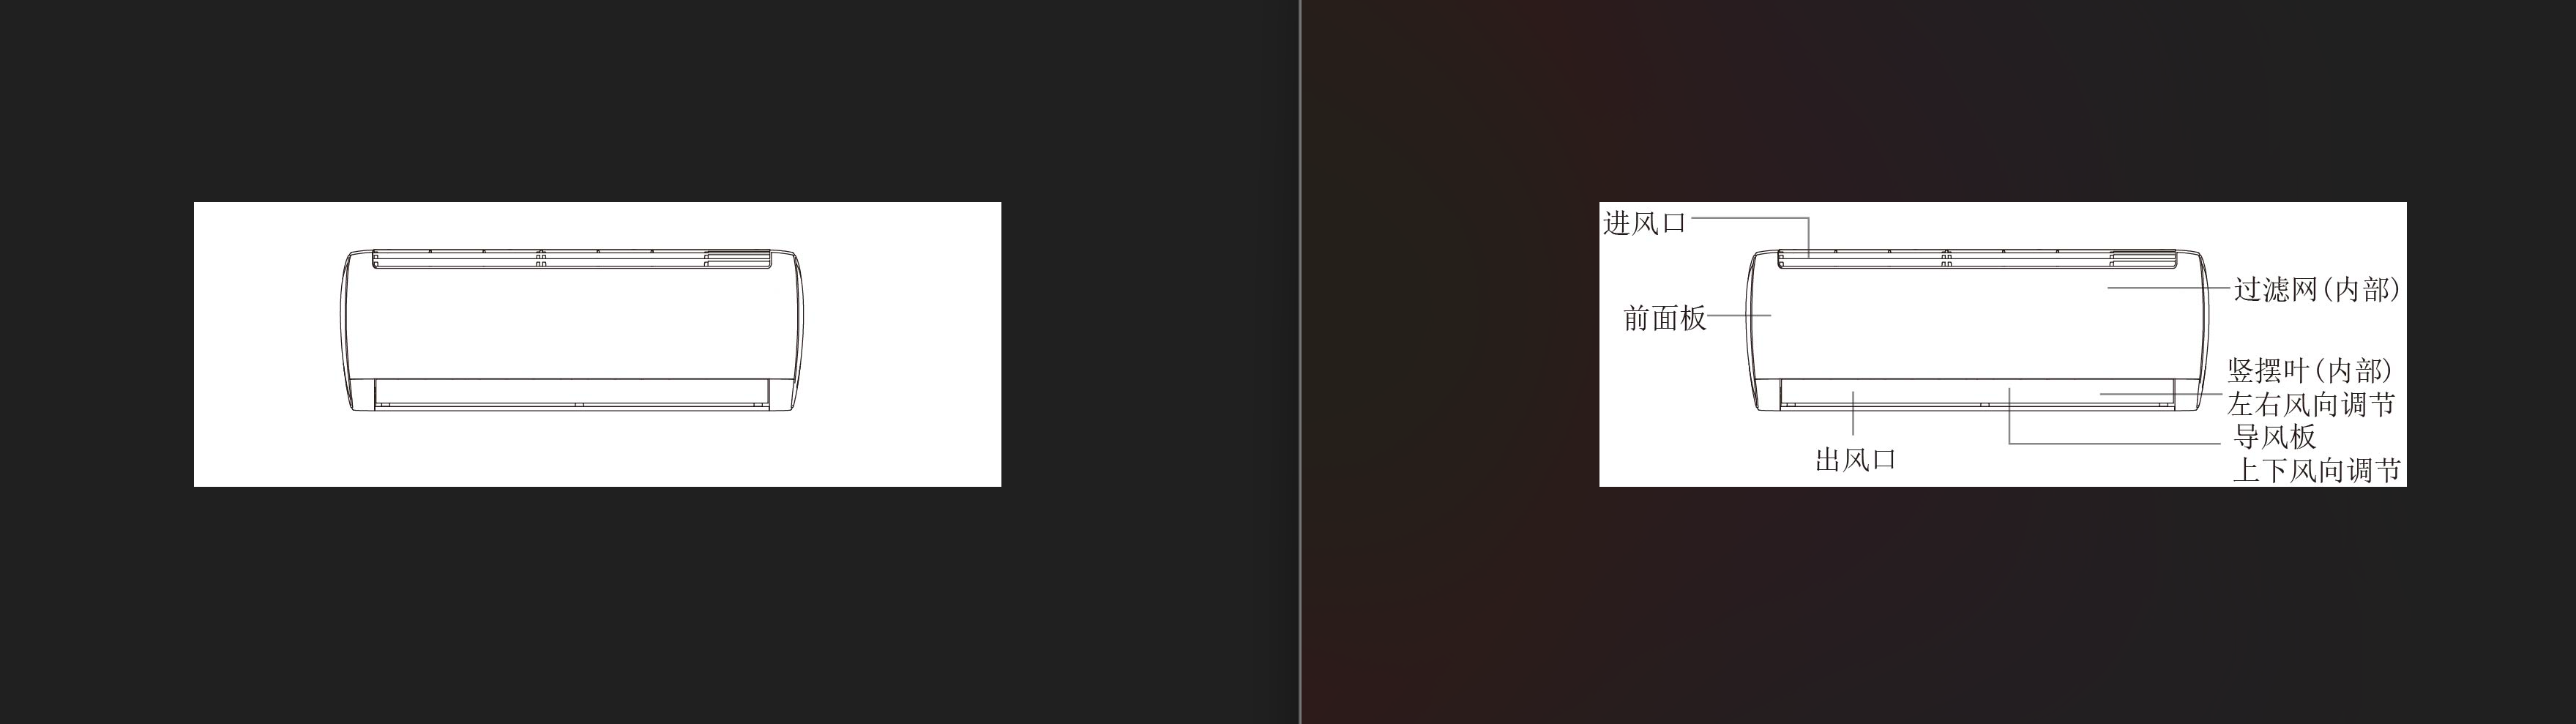 进风口
过滤网(内部)
前面板
竖摆叶(内部)
左右风向调节
导风板
上下风向调节
出风口